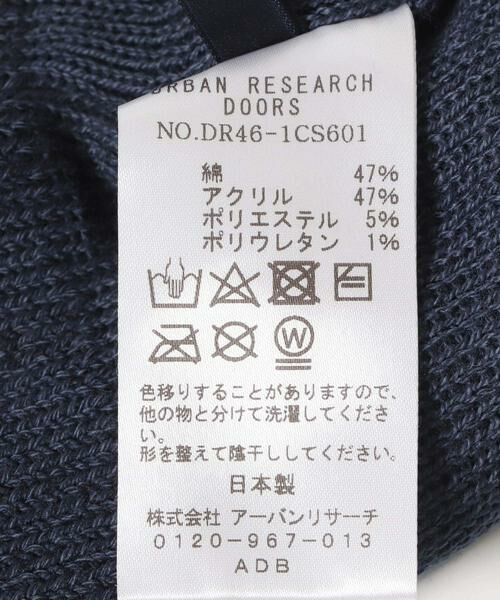 URBAN RESEARCH
DOORS
NO.DR46-1CS601
綿 47%
アクリル 47%
ポリエステル 5%
ポリウレタン 1%
W
色移りすることがありますので、
他の物と分けて洗濯してくださ
い。
形を整えて陰干ししてください。
日本製
株式会社 アーバンリサーチ
0120-967-013
ADB